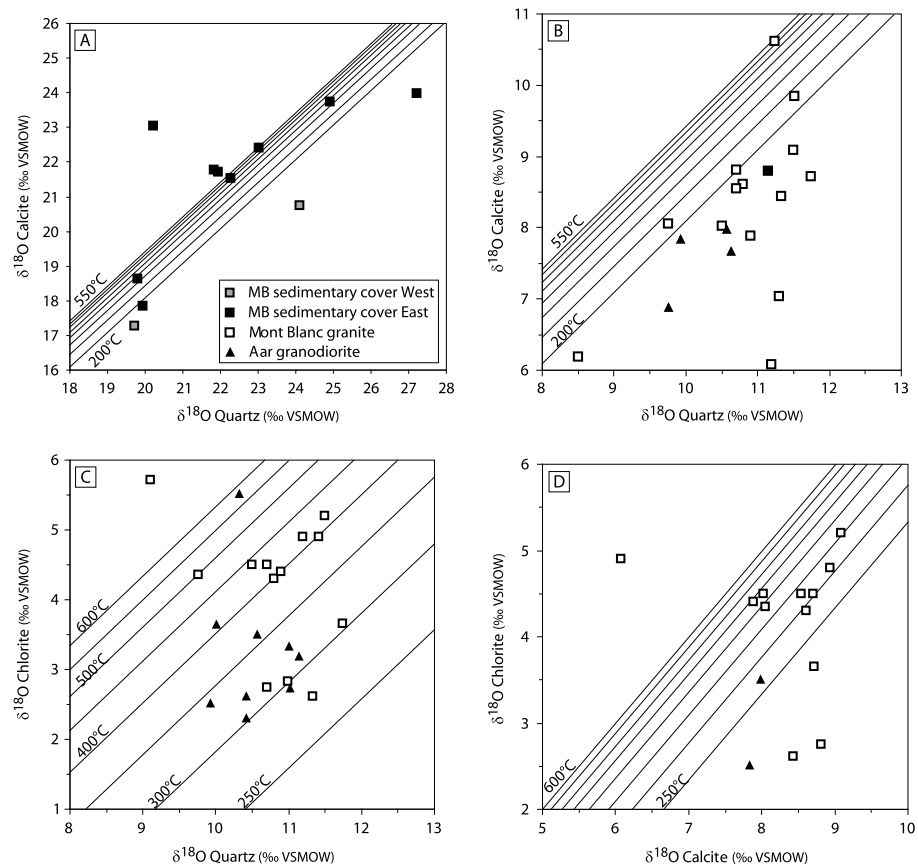 A
δ18O Calcite (‰ VSMOW)
26
25
24
23
22
21
20
19
18
17
16
550°C
200°C
MB sedimentary cover West
MB sedimentary cover East
Mont Blanc granite
Aar granodiorite
18 19 20 21 22 23 24 25 26 27 28
δ18O Quartz (‰ VSMOW)
B
δ18O Calcite (‰ VSMOW)
11
10
9
8
7
6
550°C
200°C
8 9 10 11 12 13
δ18O Quartz (‰ VSMOW)
C
δ18O Chlorite (‰ VSMOW)
6
5
4
3
2
1
600°C
500°C
400°C
300°C
250°C
8 9 10 11 12 13
δ18O Quartz (‰ VSMOW)
D
δ18O Chlorite (‰ VSMOW)
6
5
4
3
2
600°C
250°C
5 6 7 8 9 10
δ18O Calcite (‰ VSMOW)